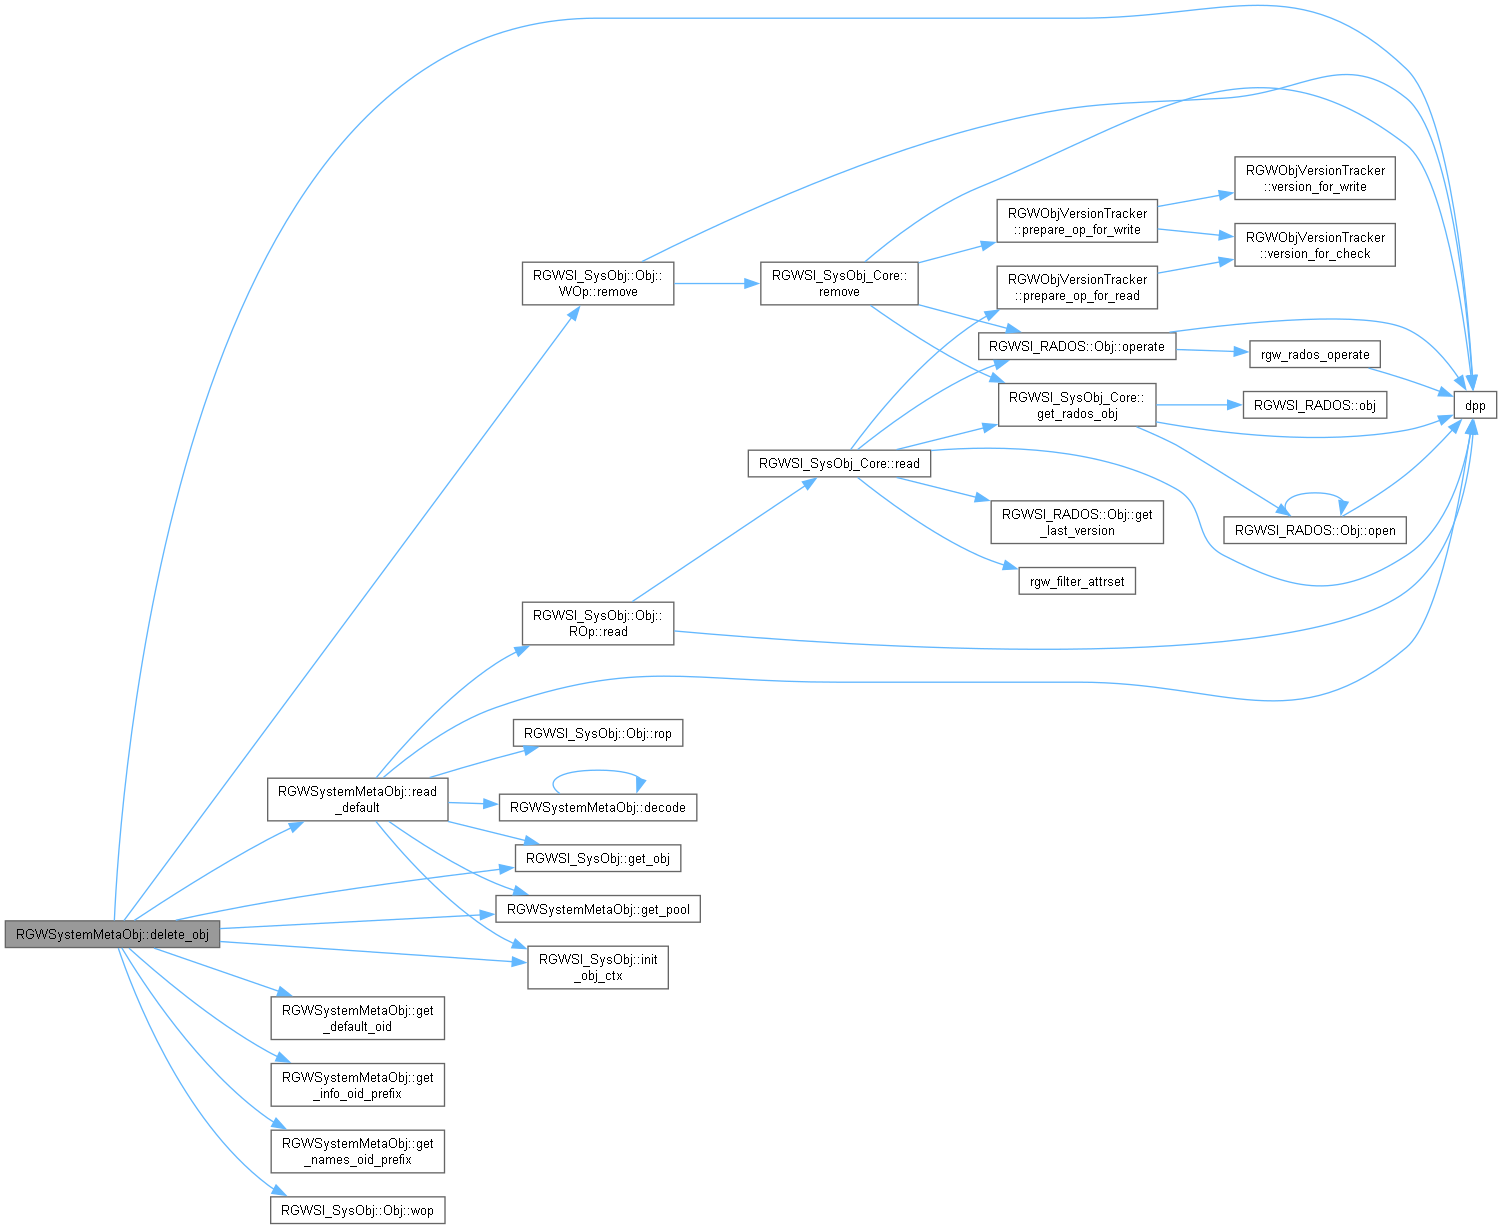 RGWObjVersionTracker
::version_for_write
RGWObjVersionTracker
::prepare_op_for_write
RGWObjVersionTracker
::version_for_check
RGWSI_SysObj::Obj::
WOp::remove
RGWSI_SysObj_Core::
remove
RGWObjVersionTracker
::prepare_op_for_read
RGWSI_RADOS::Obj::operate
rgw_rados_operate
RGWSI_SysObj_Core::
get_rados_obj
RGWSI_RADOS::obj
dpp
RGWSI_SysObj_Core::read
RGWSI_RADOS::Obj::get
_last_version
RGWSI_RADOS::Obj::open
rgw_filter_attrset
RGWSI_SysObj::Obj::
ROp::read
RGWSI_SysObj::Obj::rop
RGWSystemMetaObj::read
_default
RGWSystemMetaObj::decode
RGWSI_SysObj::get_obj
RGWSystemMetaObj::get_pool
RGWSystemMetaObj::delete_obj
RGWSI_SysObj::init
_obj_ctx
RGWSystemMetaObj::get
_default_oid
RGWSystemMetaObj::get
_info_oid_prefix
RGWSystemMetaObj::get
_names_oid_prefix
RGWSI_SysObj::Obj::wop